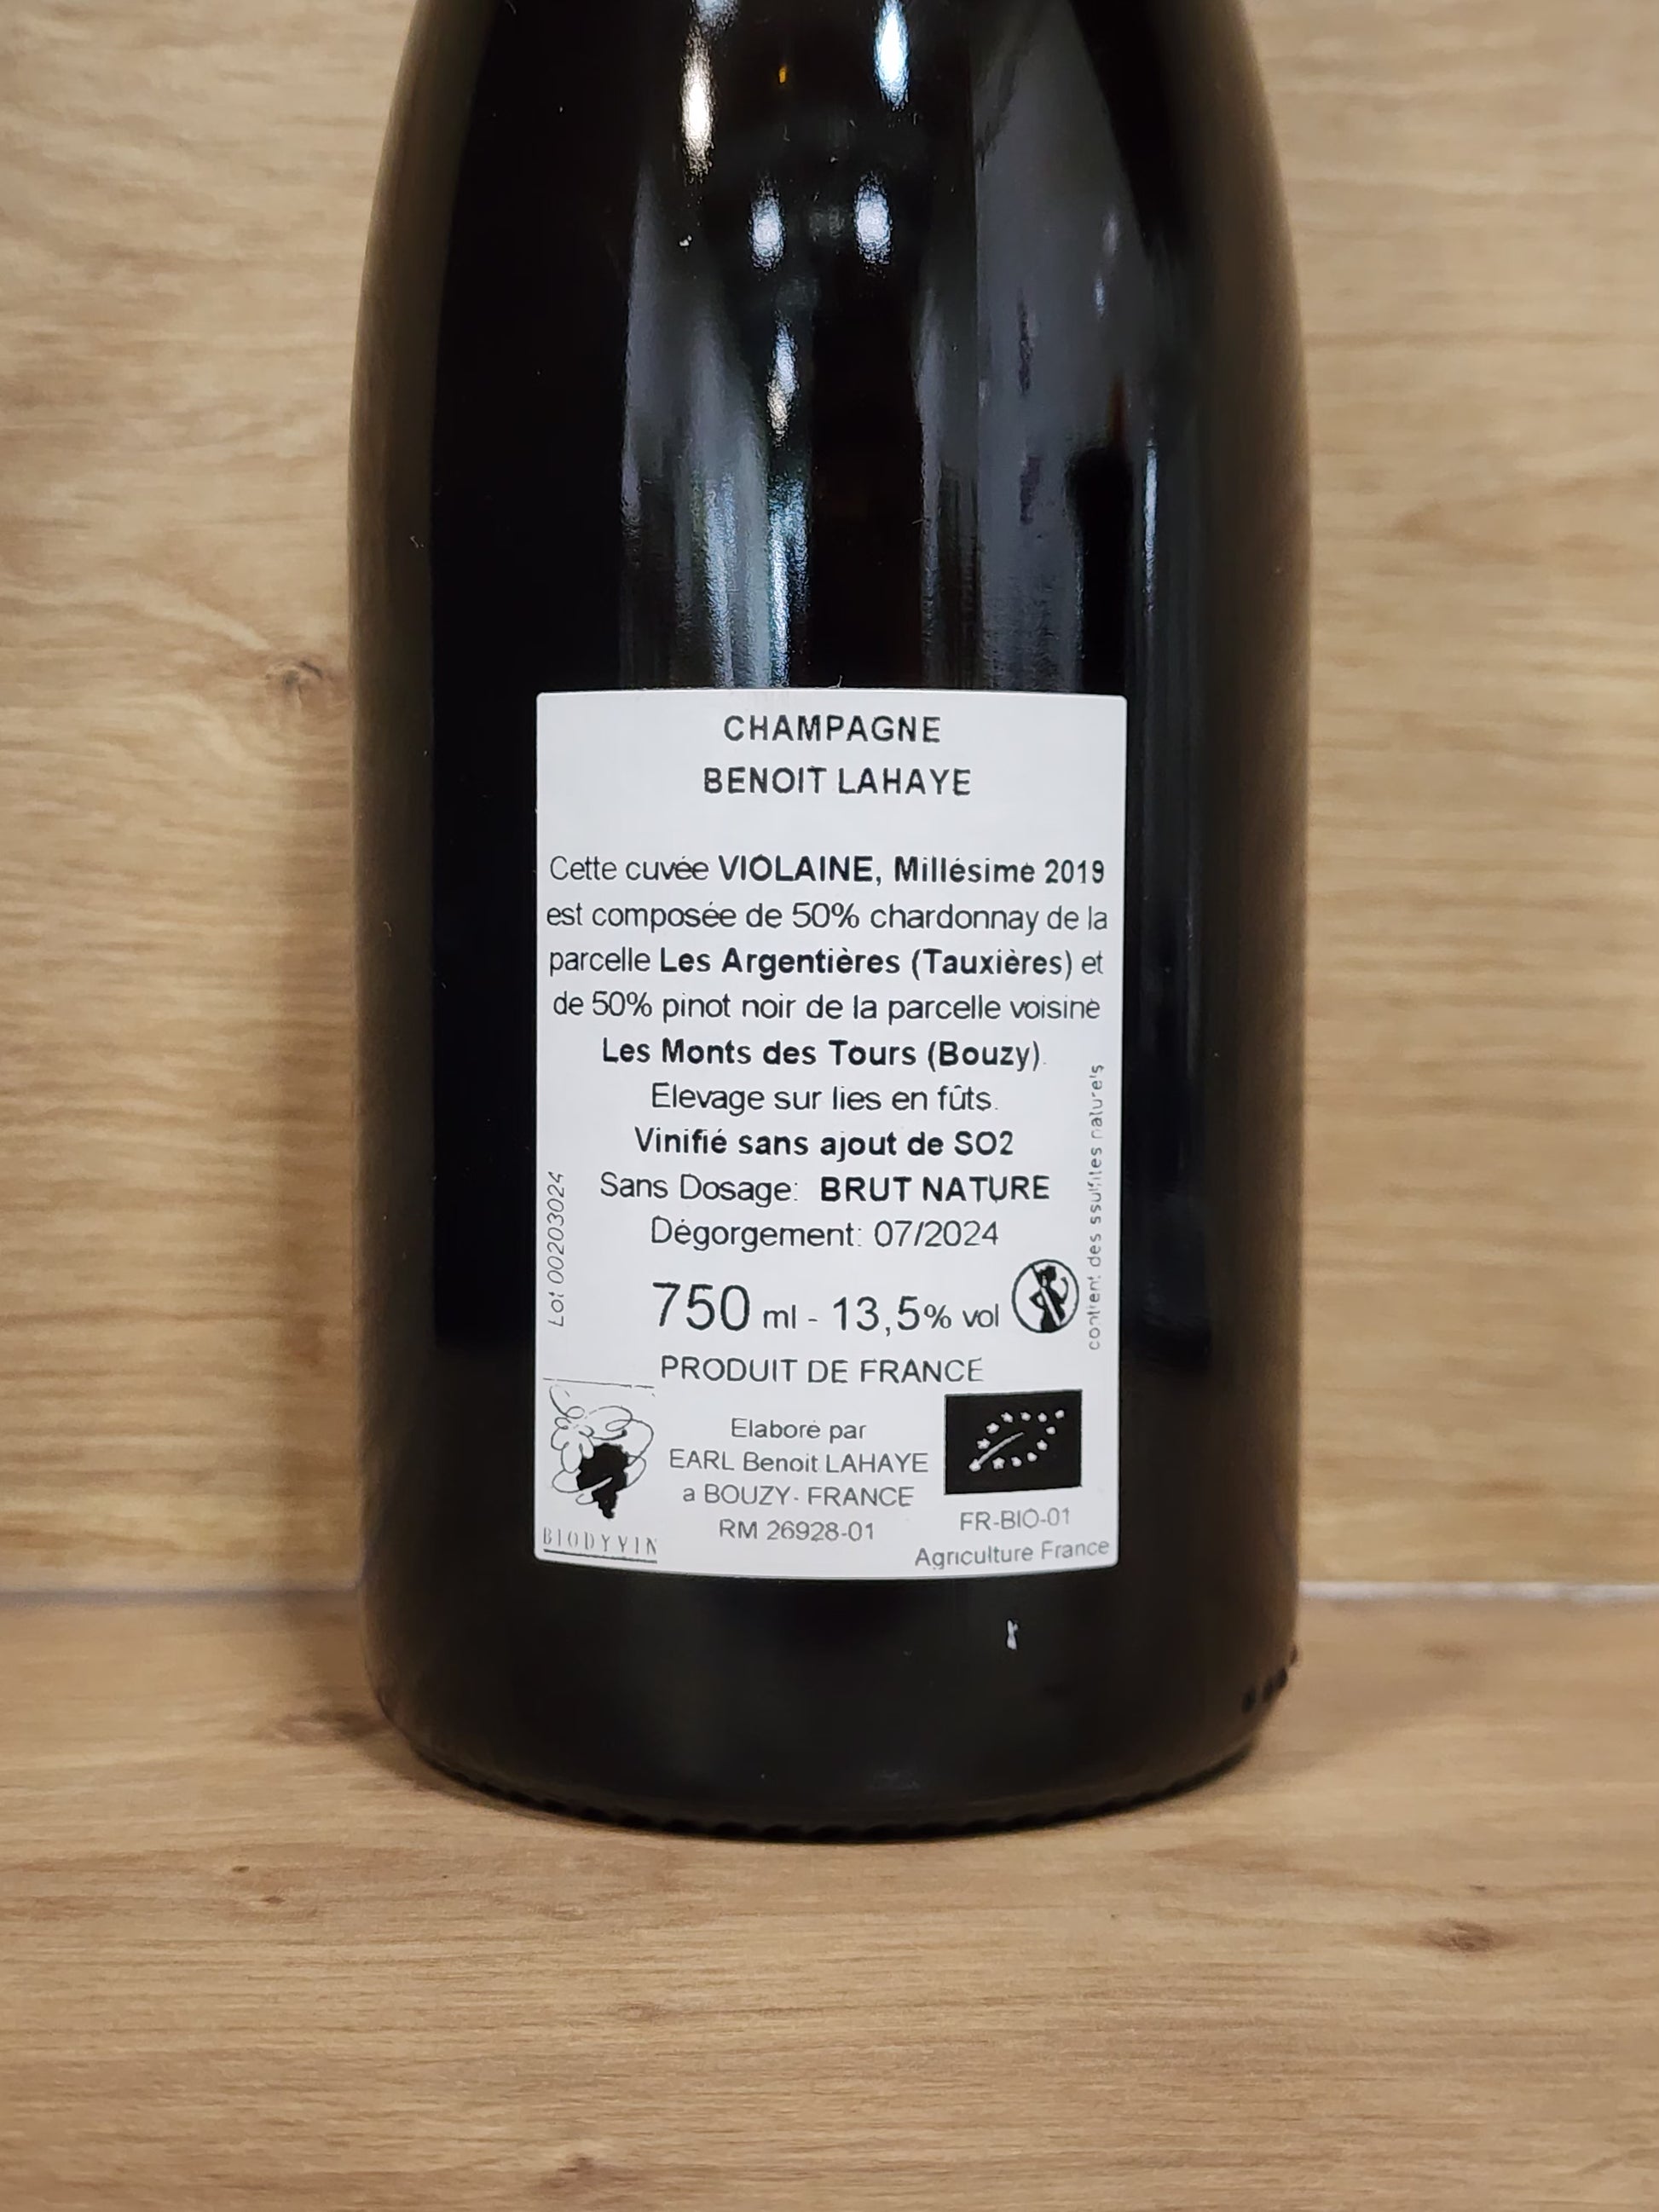 CHAMPAGNE
BENOIT LAHAYE
Cette cuvée VIOLAINE, Millésime 2019
est composée de 50% chardonnay de la
parcelle Les Argentières (Tauxières) et
de 50% pinot noir de la parcelle voisine
Les Monts des Tours (Bouzy).
Elevage sur lies en fûts.
Vinifié sans ajout de SO2
Sans Dosage: BRUT NATURE
Dégorgement: 07/2024
Lot 00203024
contient des ssulfites naturels
750 ml - 13,5% vol
PRODUIT DE FRANCE
Elaboré par
EARL Benoit LAHAYE
a BOUZY- FRANCE
RM 26928-01
BIODYVIN
FR-BIO-01
Agriculture France